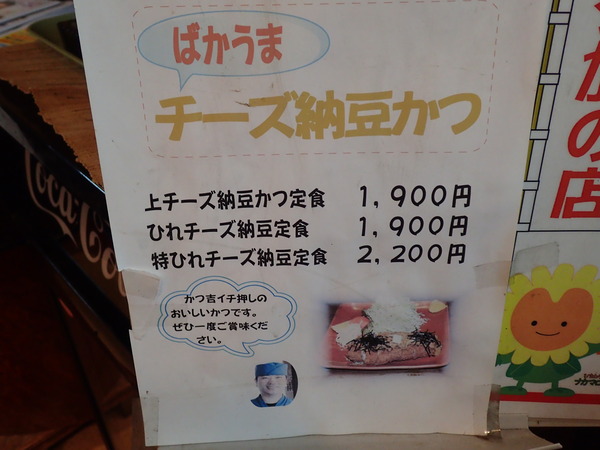 ばかうま
チーズ納豆かつ
上チーズ納豆かつ定食 1,900円
ひれチーズ納豆定食 1,900円
特ひれチーズ納豆定食 2,200円
かつ吉イチ押しの
おいしいかつです。
ぜひ一度ご賞味くだ
さい。
Coca-Co
の店